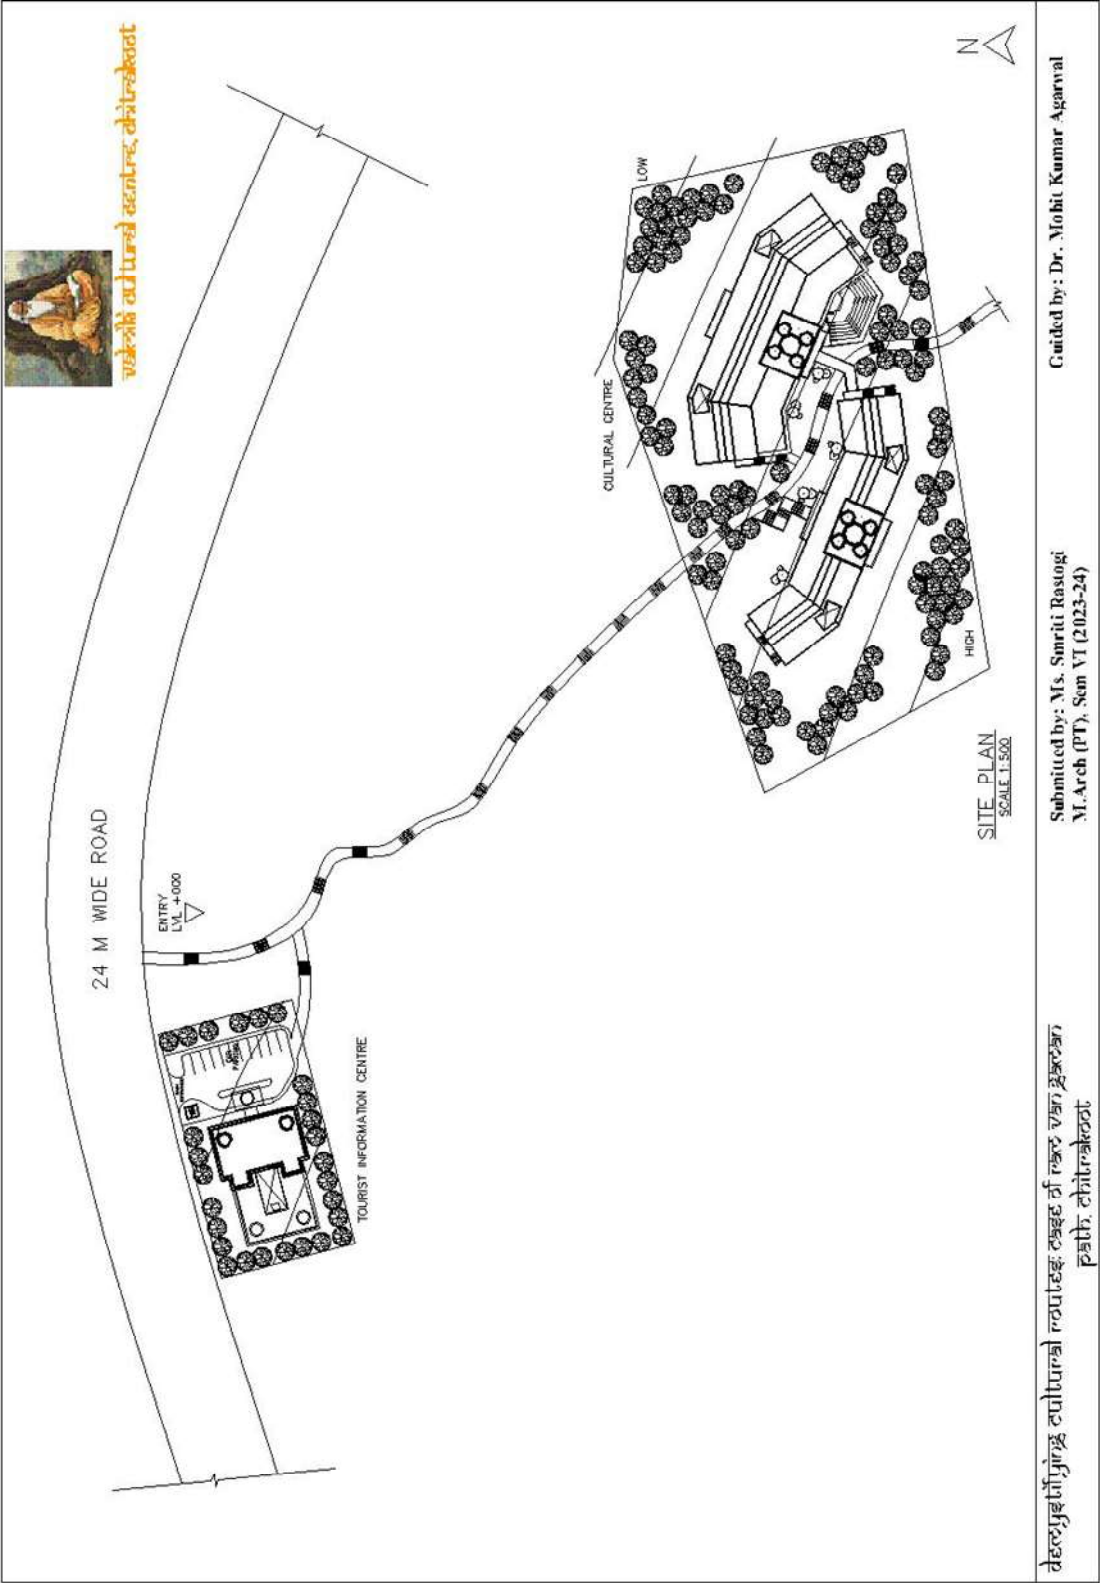 valmiki cultural centre, chitrakoot
N
24 M WIDE ROAD
ENTRY
LVL +000
LOW
CULTURAL CENTRE
TOURIST INFORMATION CENTRE
CAR
PARKING
HIGH
SITE PLAN
SCALE 1:500
demystifying cultural routes: case of ram van gaman
path, chitrakoot
Submitted by: Ms. Smriti Rastogi
M.Arch (PT), Sem VI (2023-24)
Guided by: Dr. Mohit Kumar Agarwal